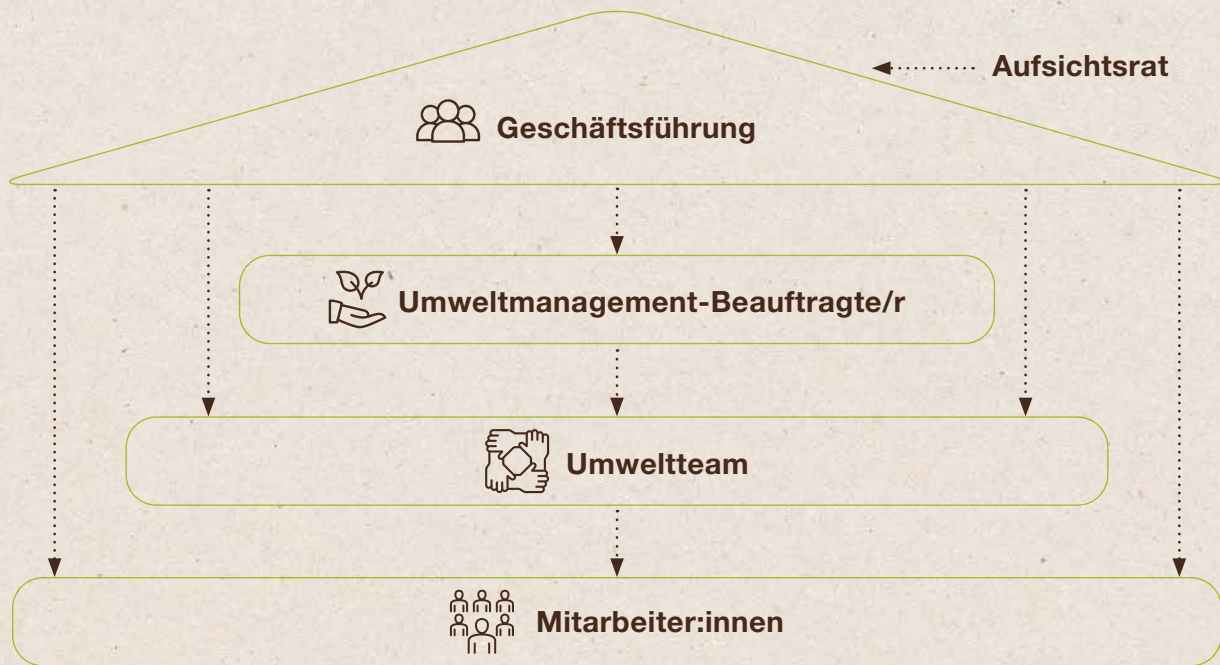 Aufsichtsrat
Geschäftsführung
Umweltmanagement-Beauftragte/r
Umweltteam
Mitarbeiter:innen